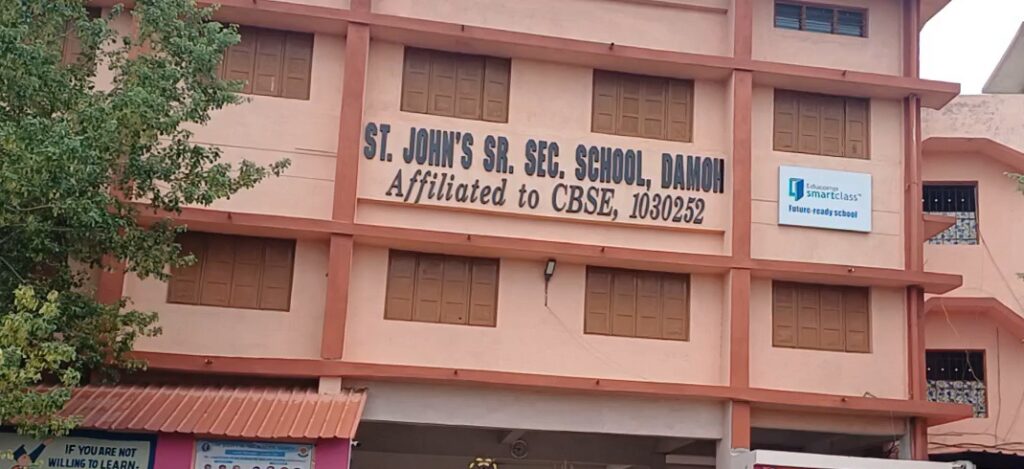 ST. JOHN'S SR. SEC. SCHOOL, DAMOH
Affiliated to CBSE, 1030252
Educomp
smartclass™
Future-ready school
IF YOU ARE NOT
WILLING TO LEARN,